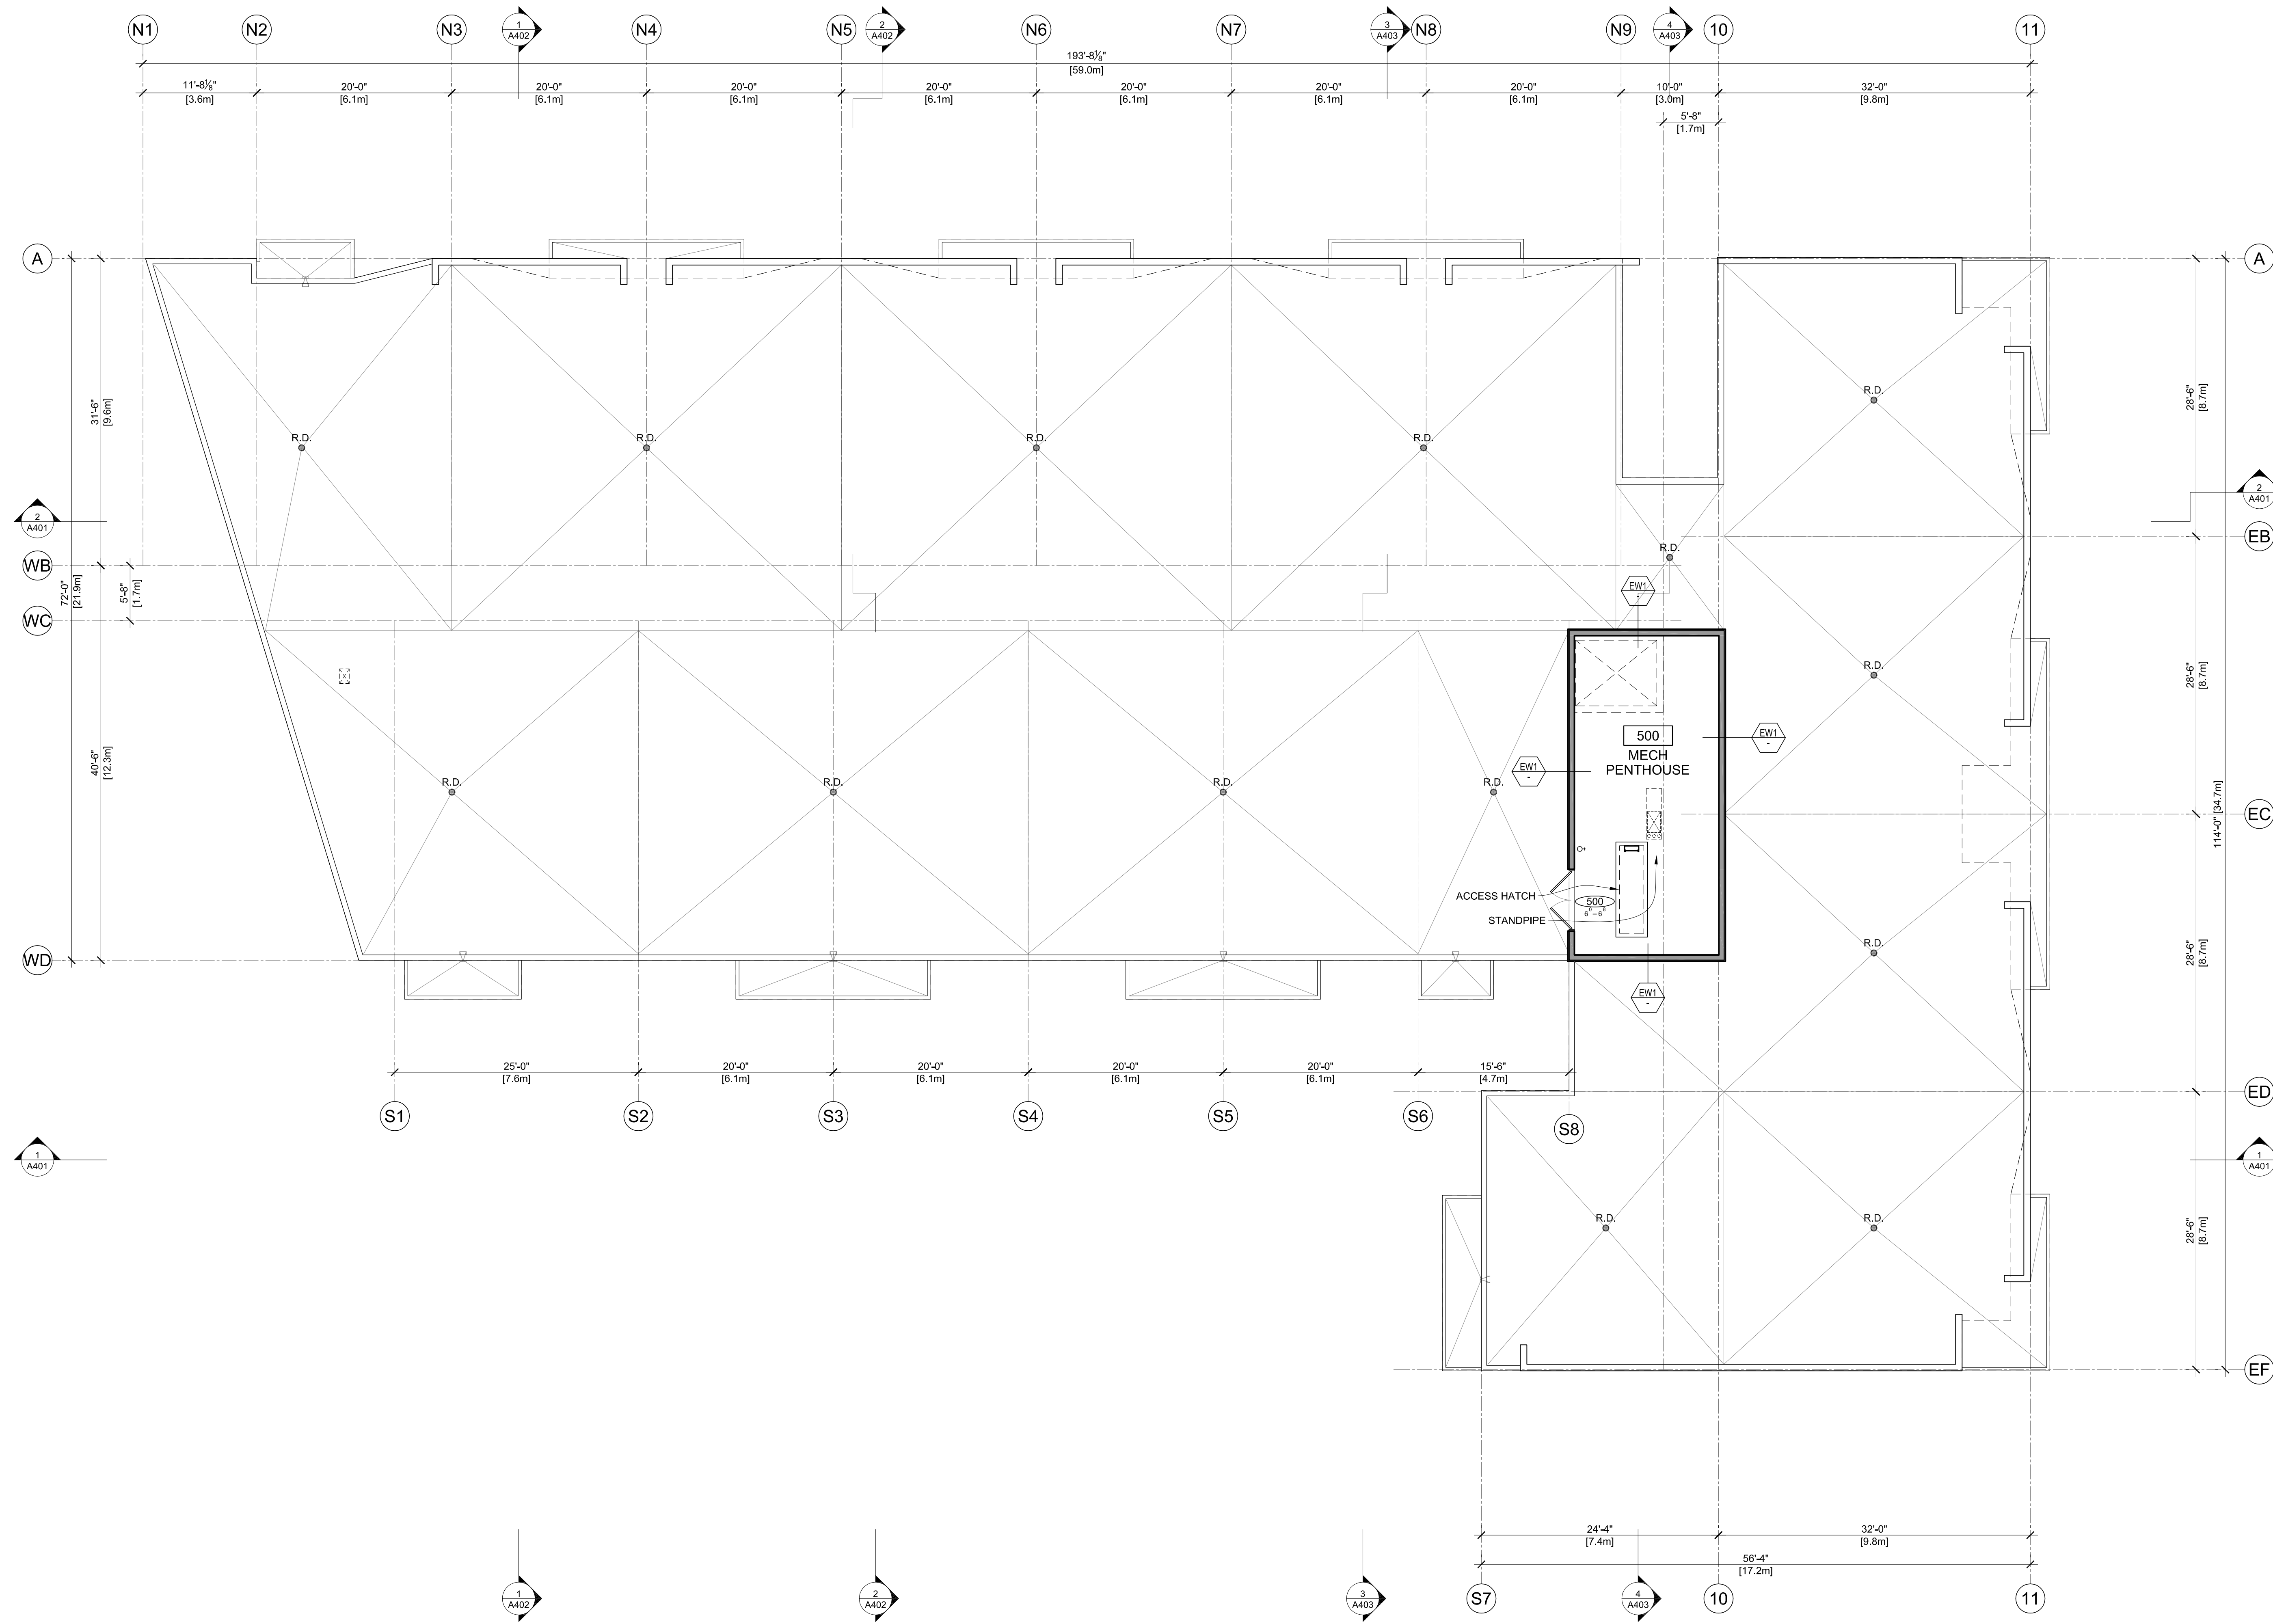 N1 N2 N3 1 A402 N4 N5 2 A402 N6 N7 3 A403 N8 N9 4 A403 10 11
193'-8⅛"
[59.0m]
11'-8⅛" 20'-0" 20'-0" 20'-0" 20'-0" 20'-0" 20'-0" 20'-0" 10'-0" 32'-0"
[3.6m] [6.1m] [6.1m] [6.1m] [6.1m] [6.1m] [6.1m] [6.1m] [3.0m] [9.8m]
5'-8"
[1.7m]
A A
31'-6"
[9.6m]
28'-6"
[8.7m]
R.D.
R.D. R.D. R.D. R.D.
2
A401
2
A401
EB
R.D.
WB
72'-0"
[21.9m]
5'-8"
[1.7m]
EW1
-
WC
R.D.
28'-6"
[8.7m]
40'-6"
[12.3m]
500
MECH
PENTHOUSE
EW1
-
EW1
-
R.D. R.D. R.D. R.D.
EC
114'-0" [34.7m]
ACCESS HATCH
500
STANDPIPE
R.D.
28'-6"
[8.7m]
WD
EW1
-
25'-0" 20'-0" 20'-0" 20'-0" 20'-0" 15'-6"
[7.6m] [6.1m] [6.1m] [6.1m] [6.1m] [4.7m]
S1 S2 S3 S4 S5 S6 S8
ED
1
A401
1
A401
R.D. R.D.
28'-6"
[8.7m]
EF
24'-4" 32'-0"
[7.4m] [9.8m]
56'-4"
[17.2m]
1 A402 2 A402 3 A403 S7 4 A403 10 11